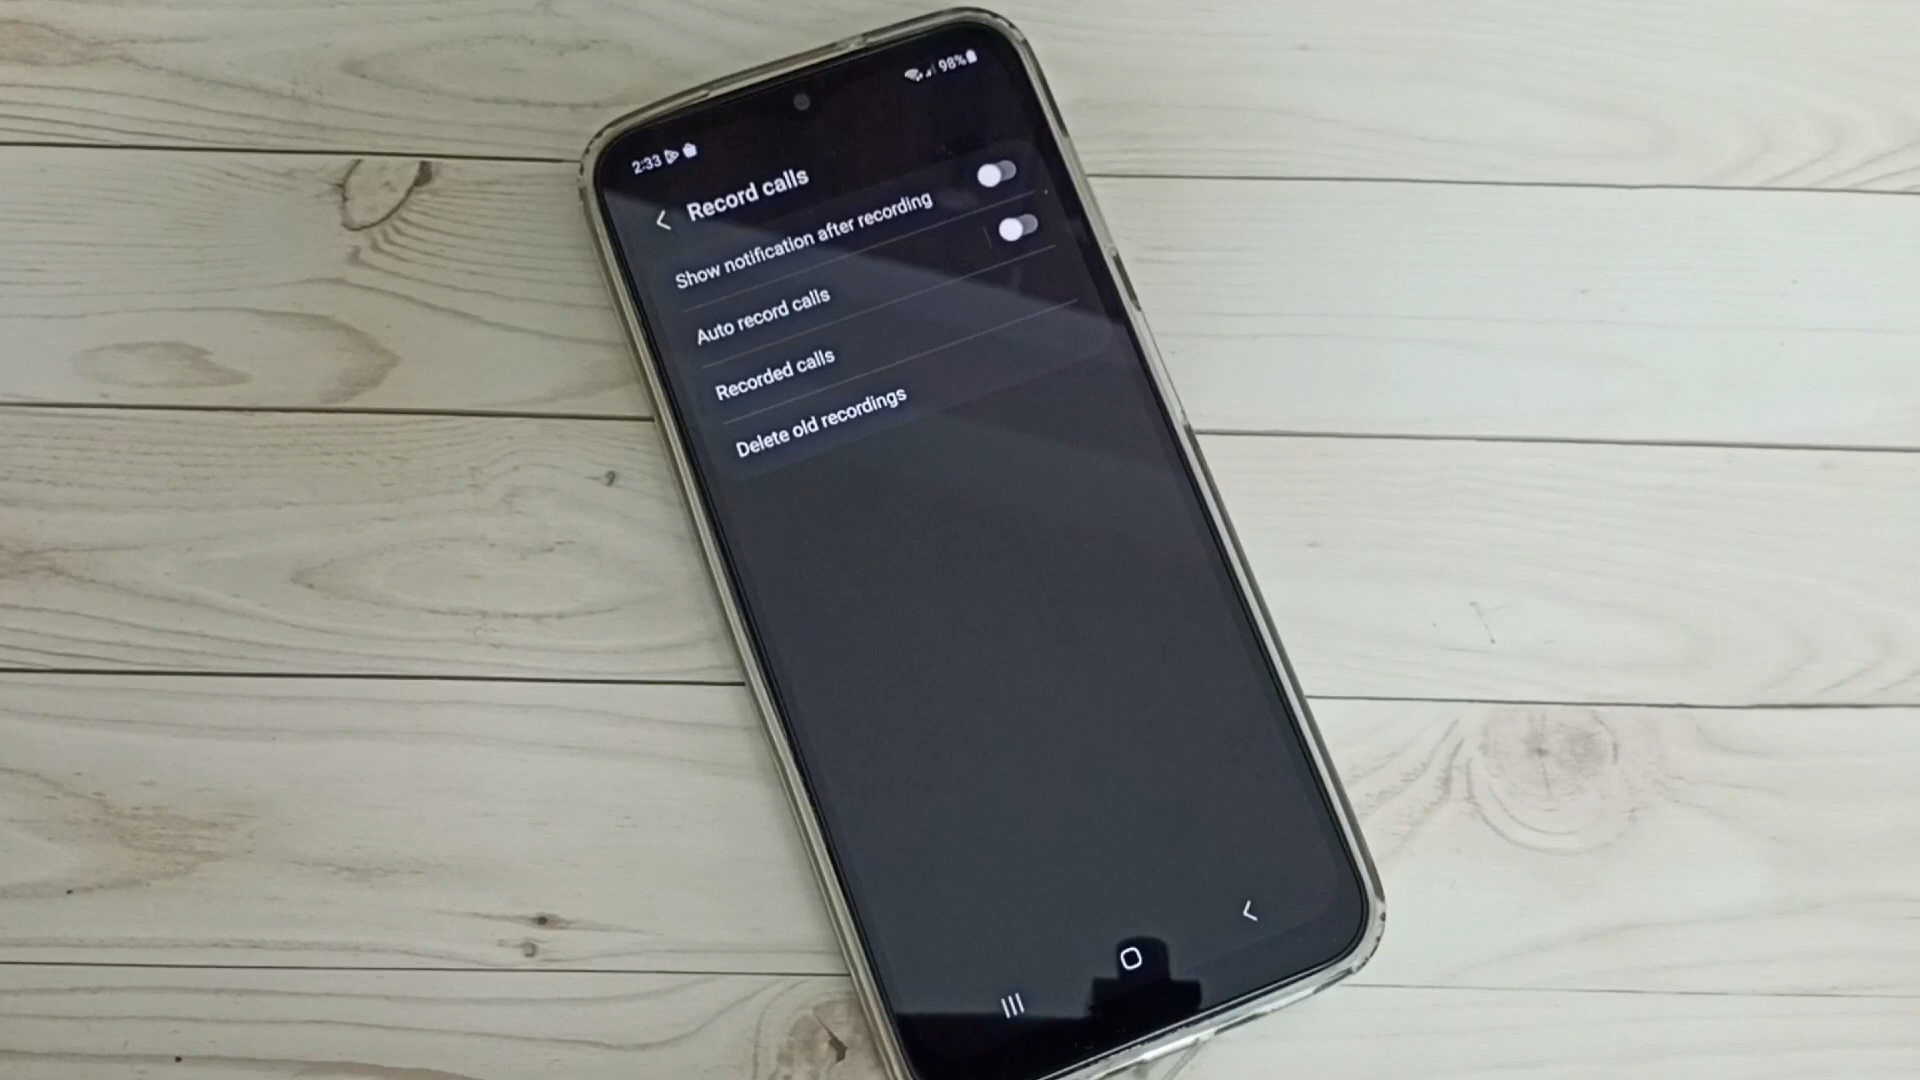 98%
2:33
Record calls
Show notification after recording
Auto record calls
Recorded calls
Delete old recordings